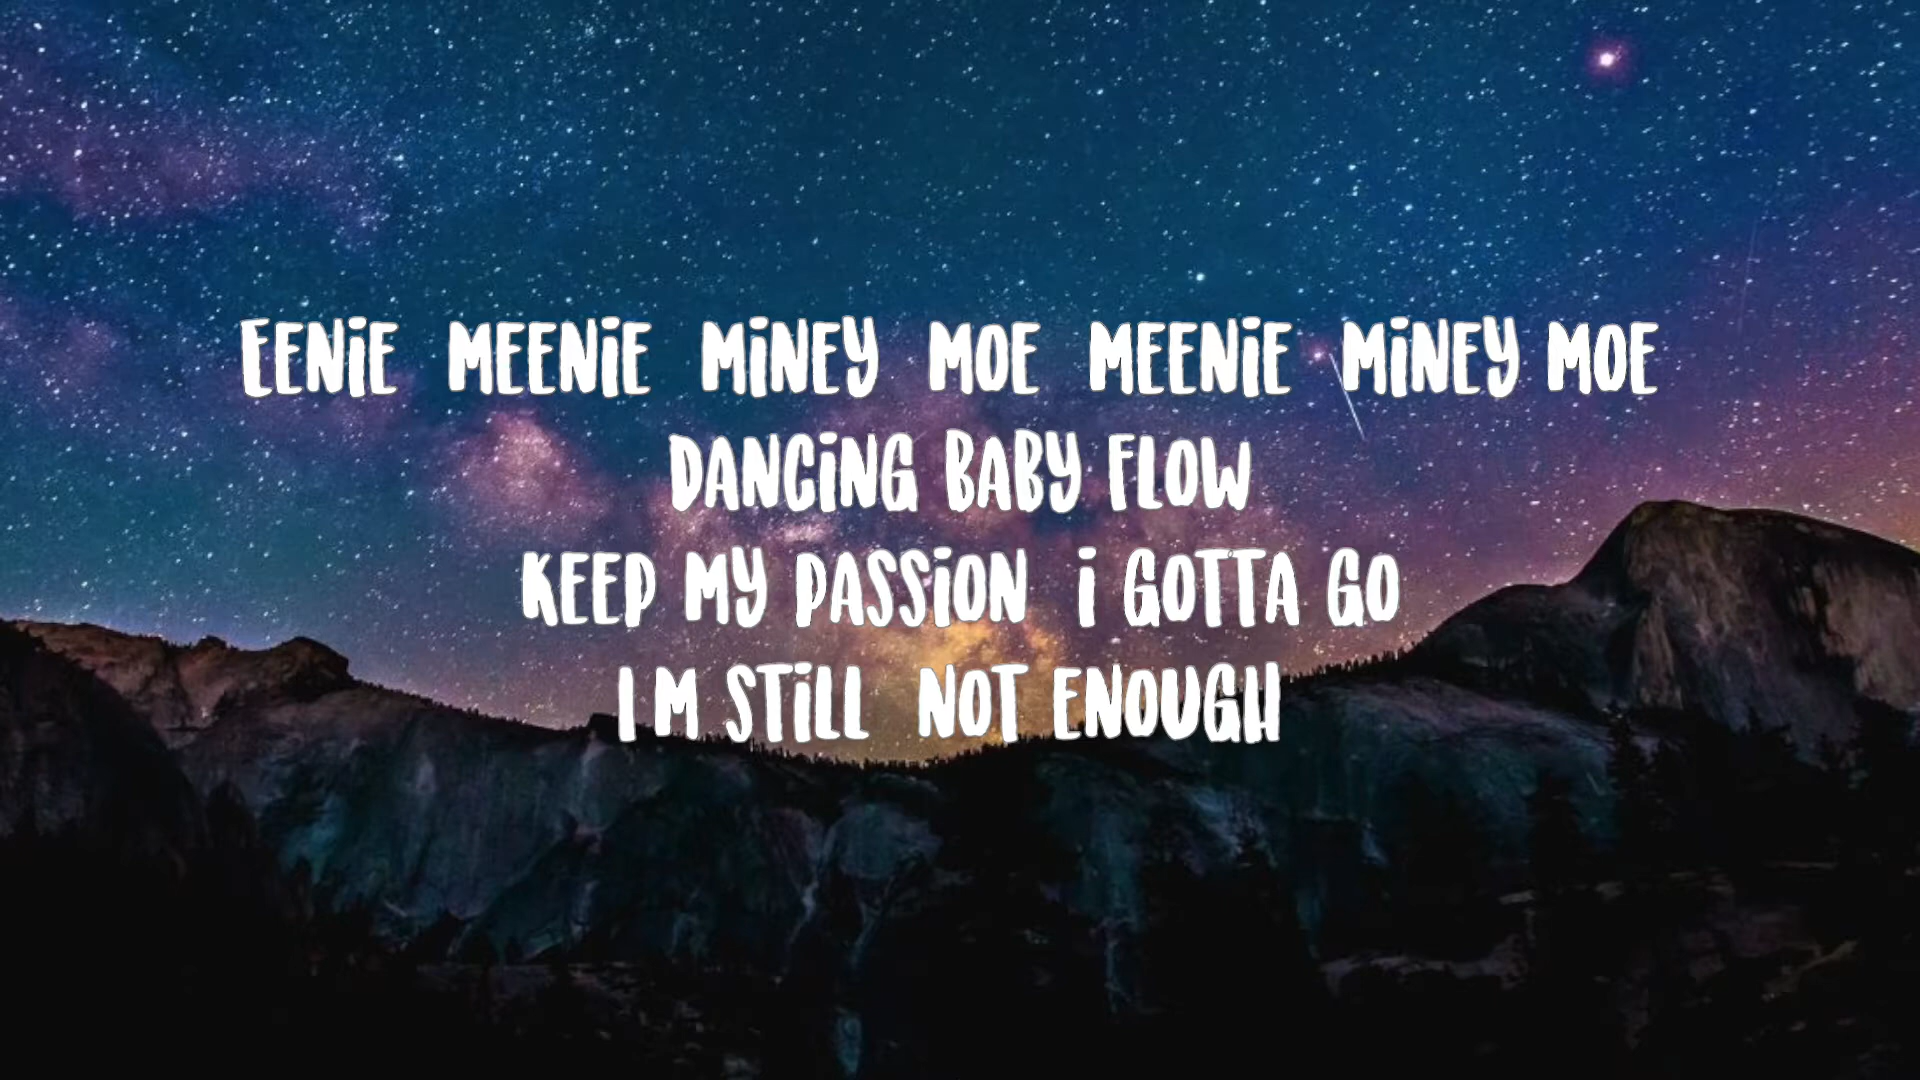 EENIE MEENIE MINEY MOE MEENIE MINEY MOE
DANCING BABY FLOW
KEEP MY PASSION I GOTTA GO
I M STILL NOT ENOUGH